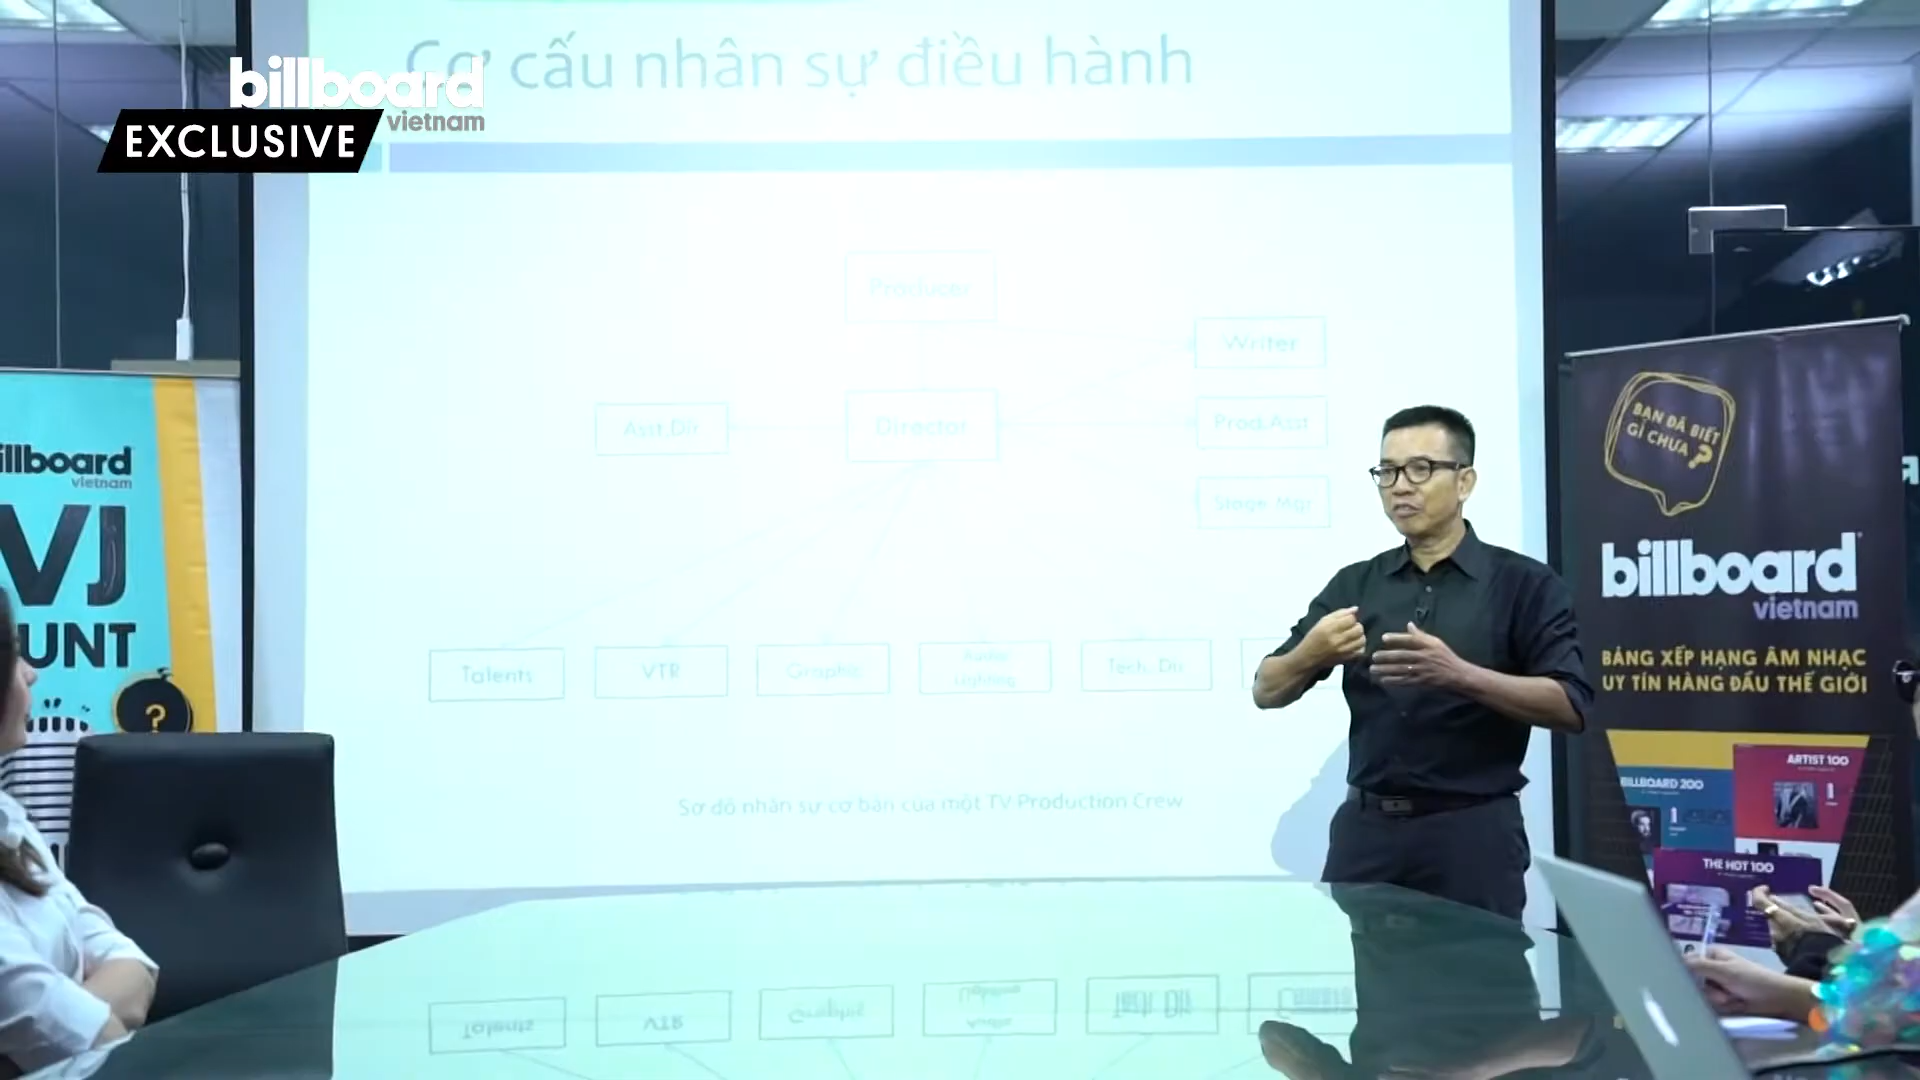 Cơ cấu nhân sự điều hành
billboard
vietnam
EXCLUSIVE
Producer
Writer
Asst.Dir
Director
Prod.Asst
Stage Mgr
Talents
VTR
Graphic
Audio
Lighting
Tech. Dir
Sơ đồ nhân sự cơ bản của một TV Production Crew
illboard
vietnam
VJ
UNT
?
BẠN ĐÃ BIẾT
GÌ CHƯA?
billboard
vietnam
BẢNG XẾP HẠNG ÂM NHẠC
UY TÍN HÀNG ĐẦU THẾ GIỚI
ARTIST 100
BILLBOARD 200
THE HOT 100